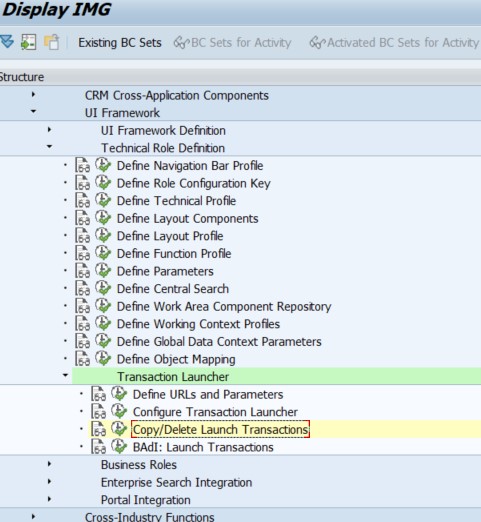 Display IMG
Existing BC Sets BC Sets for Activity Activated BC Sets for Activity
Structure
CRM Cross-Application Components
UI Framework
UI Framework Definition
Technical Role Definition
Define Navigation Bar Profile
Define Role Configuration Key
Define Technical Profile
Define Layout Components
Define Layout Profile
Define Function Profile
Define Parameters
Define Central Search
Define Work Area Component Repository
Define Working Context Profiles
Define Global Data Context Parameters
Define Object Mapping
Transaction Launcher
Define URLs and Parameters
Configure Transaction Launcher
Copy/Delete Launch Transactions
BAdI: Launch Transactions
Business Roles
Enterprise Search Integration
Portal Integration
Cross-Industry Functions